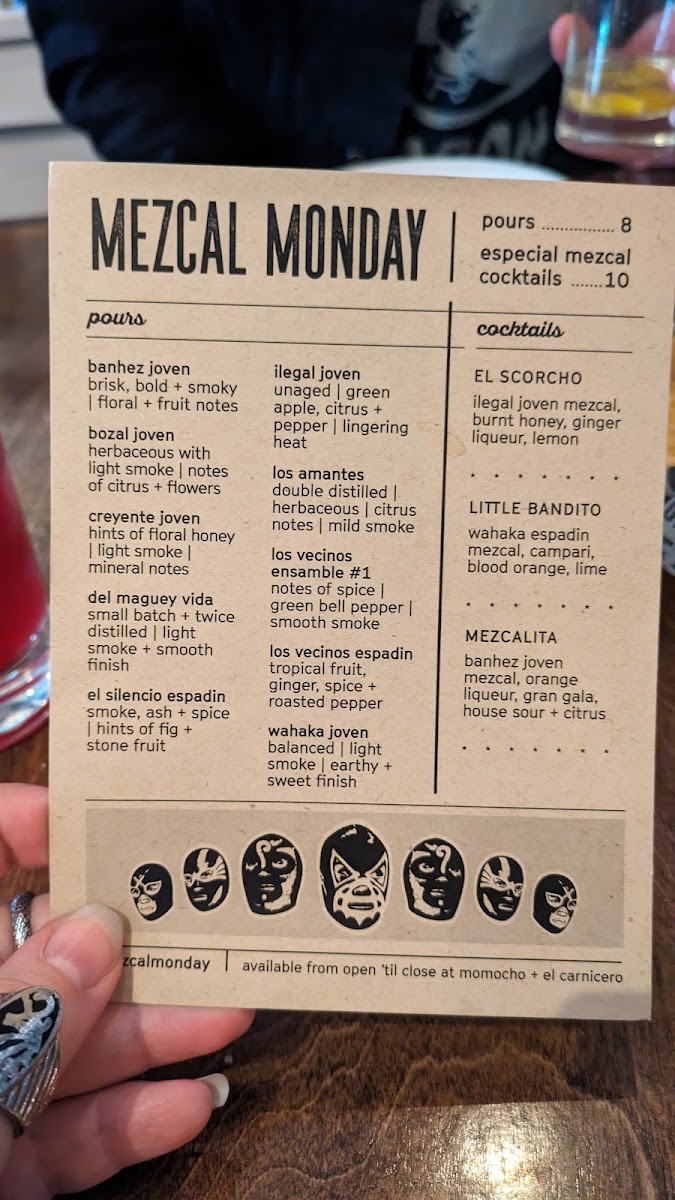 MEZCAL MONDAY
pours ................ 8
especial mezcal
cocktails .......10
pours
banhez joven
brisk, bold + smoky
| floral + fruit notes
bozal joven
herbaceous with
light smoke | notes
of citrus + flowers
creyente joven
hints of floral honey
| light smoke |
mineral notes
del maguey vida
small batch + twice
distilled | light
smoke + smooth
finish
el silencio espadin
smoke, ash + spice
| hints of fig +
stone fruit
ilegal joven
unaged | green
apple, citrus +
pepper | lingering
heat
los amantes
double distilled |
herbaceous | citrus
notes | mild smoke
los vecinos
ensamble #1
notes of spice |
green bell pepper |
smooth smoke
los vecinos espadin
tropical fruit,
ginger, spice +
roasted pepper
wahaka joven
balanced | light
smoke | earthy +
sweet finish
cocktails
EL SCORCHO
ilegal joven mezcal,
burnt honey, ginger
liqueur, lemon
LITTLE BANDITO
wahaka espadin
mezcal, campari,
blood orange, lime
MEZCALITA
banhez joven
mezcal, orange
liqueur, gran gala,
house sour + citrus
zcalmonday | available from open 'til close at momocho + el carnicero